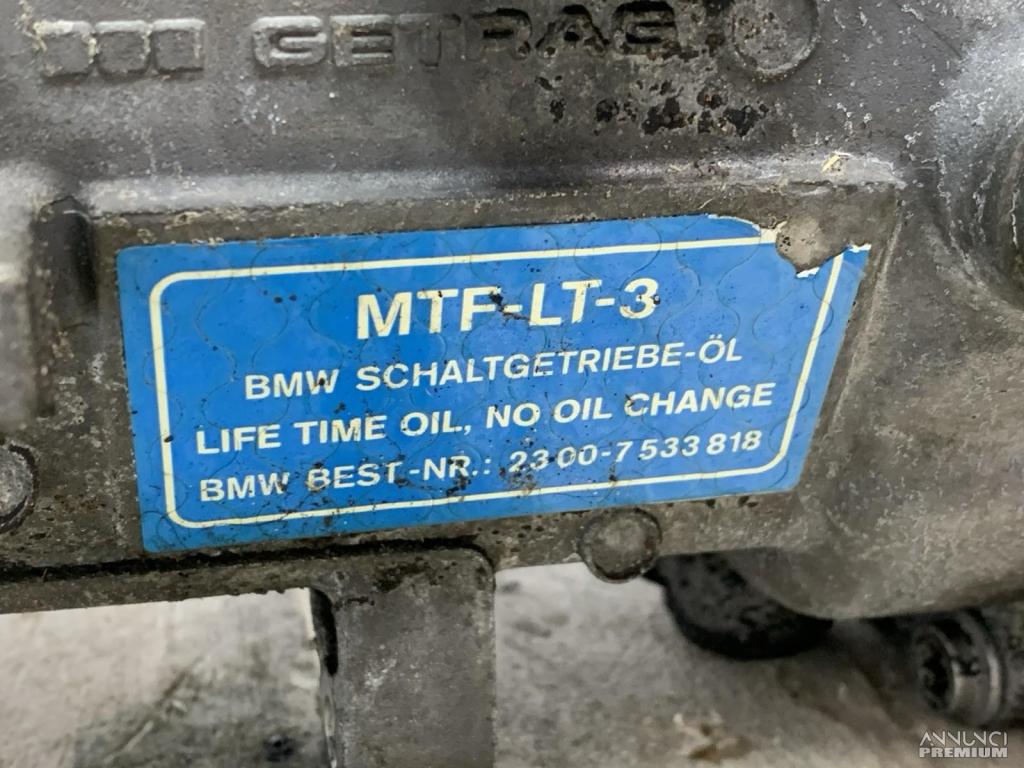 GETRAG
MTF-LT-3
BMW SCHALTGETRIEBE-ÖL
LIFE TIME OIL, NO OIL CHANGE
BMW BEST.-NR.: 23 00-7 533 818
ANNUNCI
PREMIUM